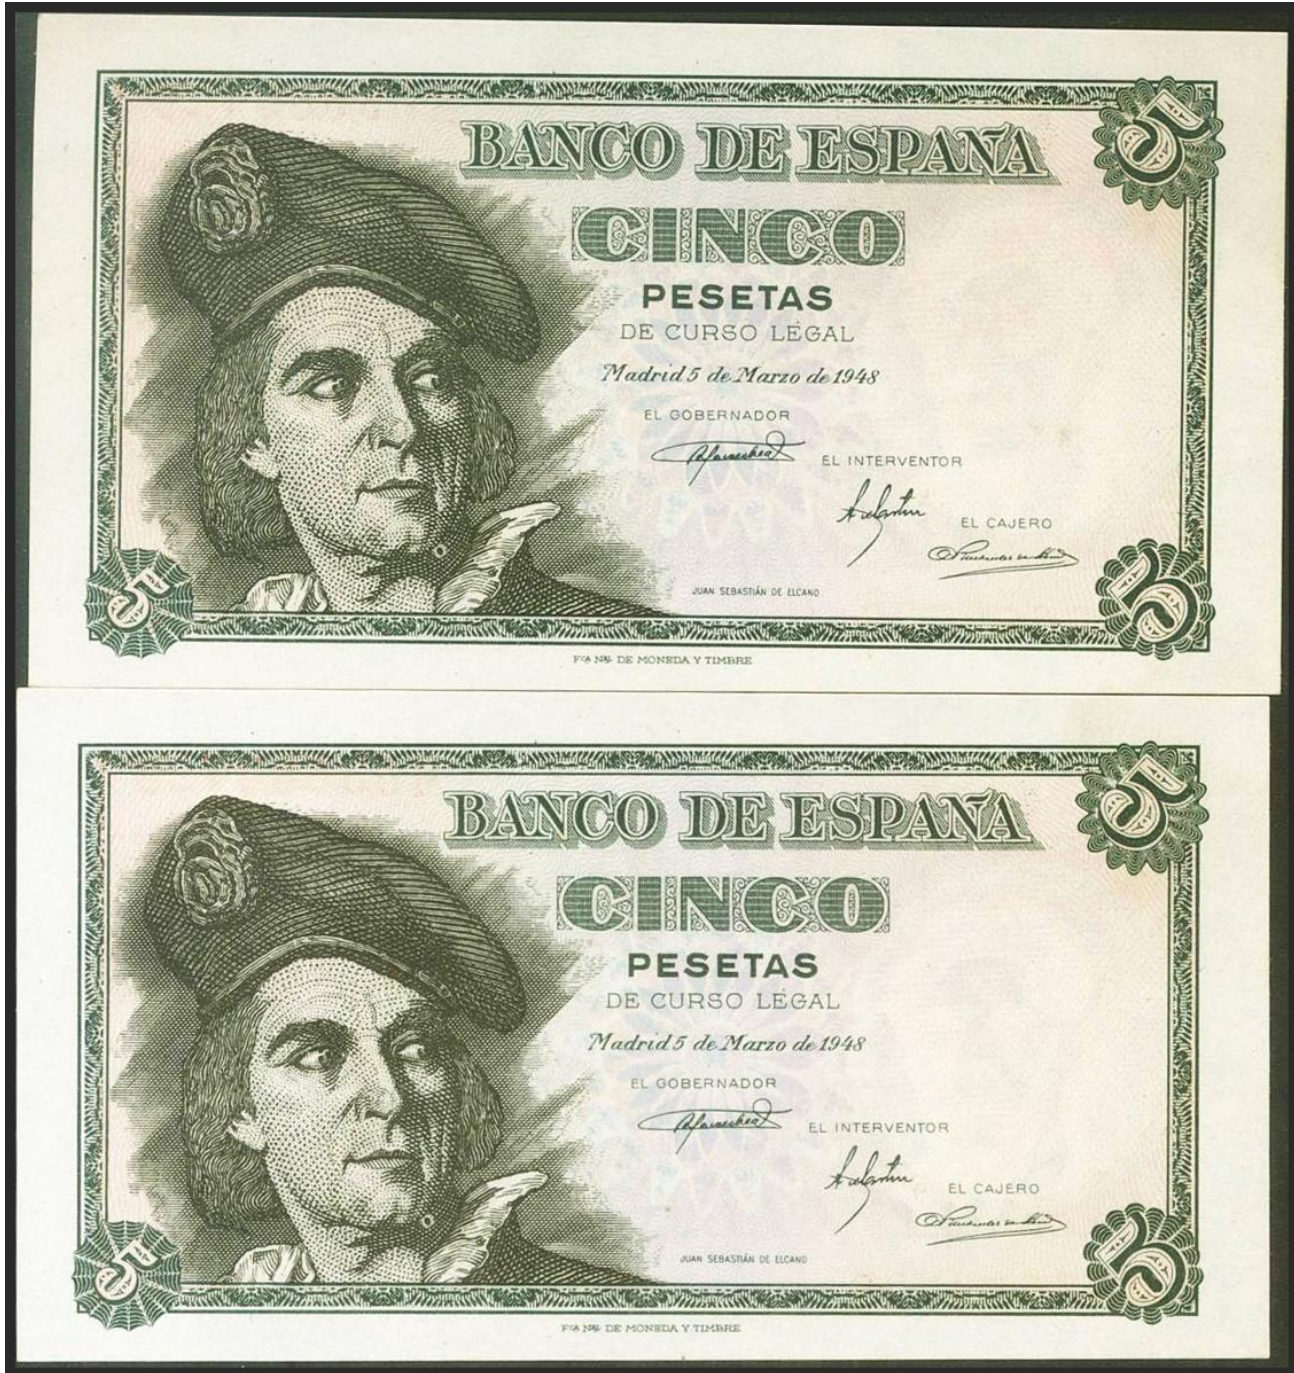 BANCO DE ESPAÑA
5
CINCO
PESETAS
DE CURSO LEGAL
Madrid 5 de Marzo de 1948
EL GOBERNADOR
EL INTERVENTOR
EL CAJERO
JUAN SEBASTIÁN DE ELCANO
5
5
FCA NAL DE MONEDA Y TIMBRE
BANCO DE ESPAÑA
5
CINCO
PESETAS
DE CURSO LEGAL
Madrid 5 de Marzo de 1948
EL GOBERNADOR
EL INTERVENTOR
EL CAJERO
JUAN SEBASTIÁN DE ELCANO
5
5
FCA NAL DE MONEDA Y TIMBRE